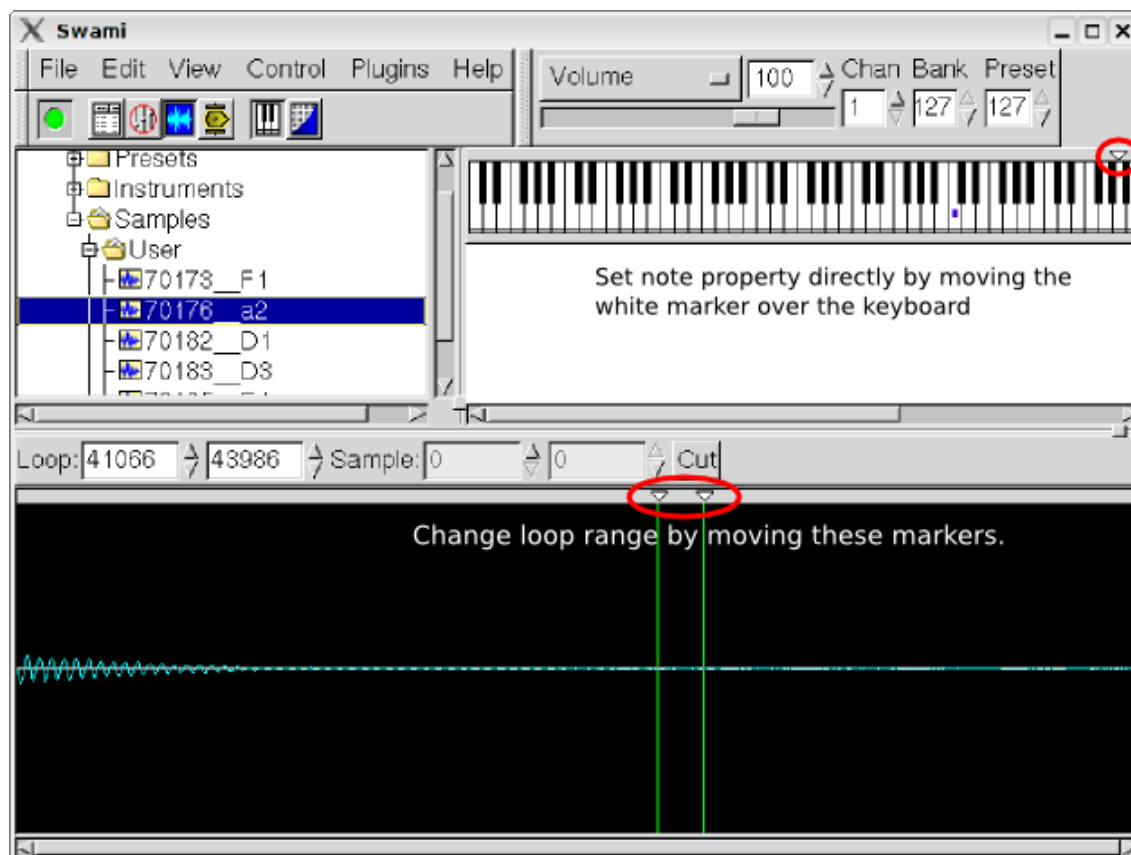 Swami
File Edit View Control Plugins Help
Volume 100 Chan Bank Preset
1 127 127
Presets
Instruments
Samples
User
70173__F1
70176__a2
70182__D1
70183__D3
Set note property directly by moving the
white marker over the keyboard
Loop: 41066 43986 Sample: 0 0 Cut
Change loop range by moving these markers.